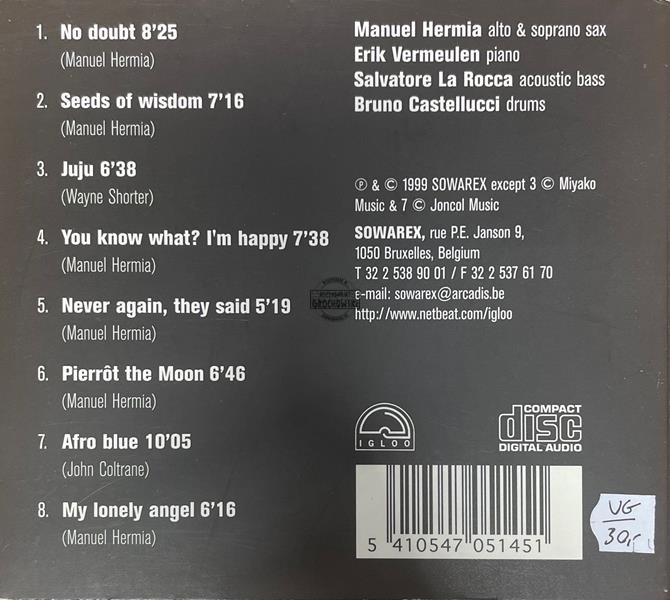 1. No doubt 8'25
(Manuel Hermia)
2. Seeds of wisdom 7'16
(Manuel Hermia)
3. Juju 6'38
(Wayne Shorter)
4. You know what? I'm happy 7'38
(Manuel Hermia)
5. Never again, they said 5'19
(Manuel Hermia)
6. Pierrôt the Moon 6'46
(Manuel Hermia)
7. Afro blue 10'05
(John Coltrane)
8. My lonely angel 6'16
(Manuel Hermia)
Manuel Hermia alto & soprano sax
Erik Vermeulen piano
Salvatore La Rocca acoustic bass
Bruno Castellucci drums
℗ & © 1999 SOWAREX except 3 © Miyako
Music & 7 © Joncol Music
SOWAREX, rue P.E. Janson 9,
1050 Bruxelles, Belgium
T 32 2 538 90 01 / F 32 2 537 61 70
e-mail: sowarex@arcadis.be
http://www.netbeat.com/igloo
GROCHOWSKI
IGLOO
COMPACT
disc
DIGITAL AUDIO
5 410547 051451
VG
30,-